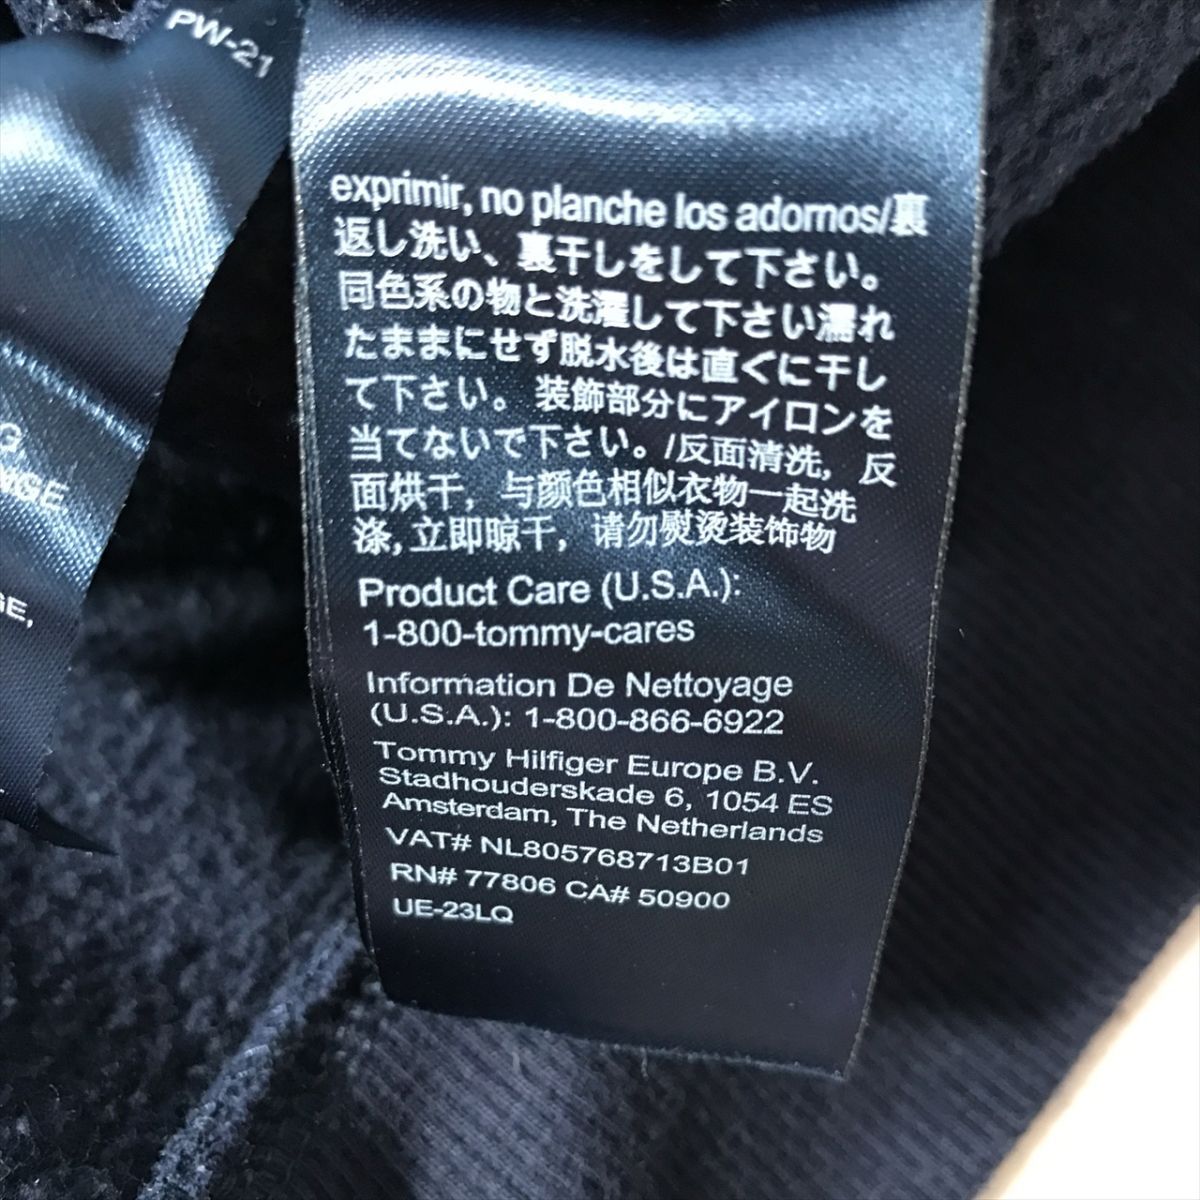 PW-21
exprimir, no planche los adornos/裏
返し洗い、裏干しをして下さい。
同色系の物と洗濯して下さい濡れ
たままにせず脱水後は直ぐに干し
て下さい。装飾部分にアイロンを
当てないで下さい。/反面清洗, 反
面烘干, 与颜色相似衣物一起洗
涤, 立即晾干, 请勿熨烫装饰物
Product Care (U.S.A.):
1-800-tommy-cares
Information De Nettoyage
(U.S.A.): 1-800-866-6922
Tommy Hilfiger Europe B.V.
Stadhouderskade 6, 1054 ES
Amsterdam, The Netherlands
VAT# NL805768713B01
RN# 77806 CA# 50900
UE-23LQ